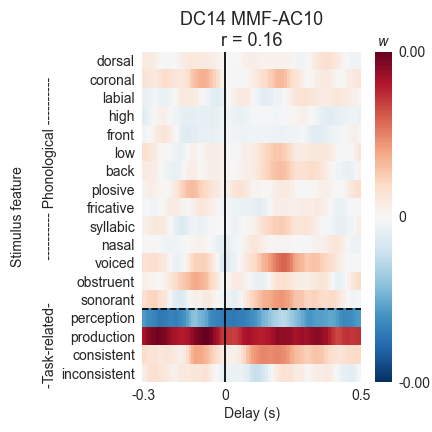 DC14 MMF-AC10
r = 0.16
w
Stimulus feature
---------- Phonological ----------
-Task-related-
dorsal
coronal
labial
high
front
low
back
plosive
fricative
syllabic
nasal
voiced
obstruent
sonorant
perception
production
consistent
inconsistent
0.00
0
-0.00
-0.3
0
0.5
Delay (s)